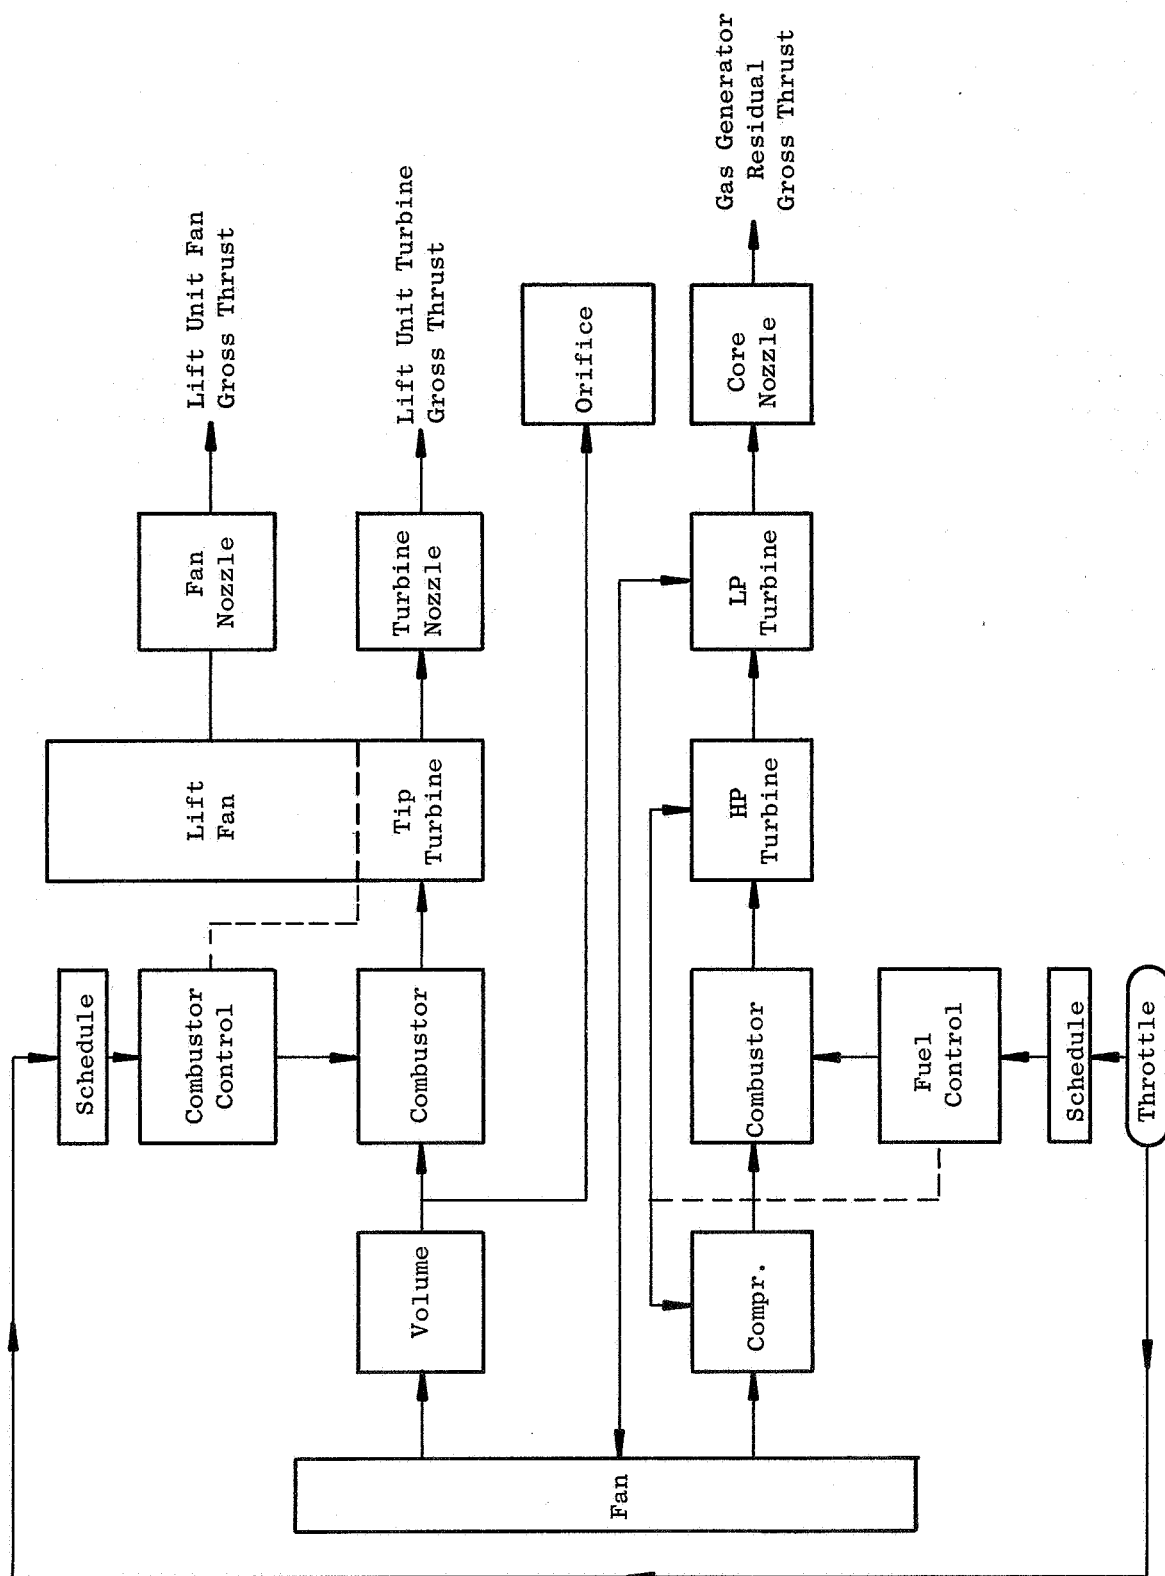 Schedule
Combustor
Control
Lift
Fan
Fan
Nozzle
Lift Unit Fan
Gross Thrust
Volume
Combustor
Tip
Turbine
Turbine
Nozzle
Lift Unit Turbine
Gross Thrust
Orifice
Fan
Compr.
Combustor
HP
Turbine
LP
Turbine
Core
Nozzle
Gas Generator
Residual
Gross Thrust
Fuel
Control
Schedule
Throttle